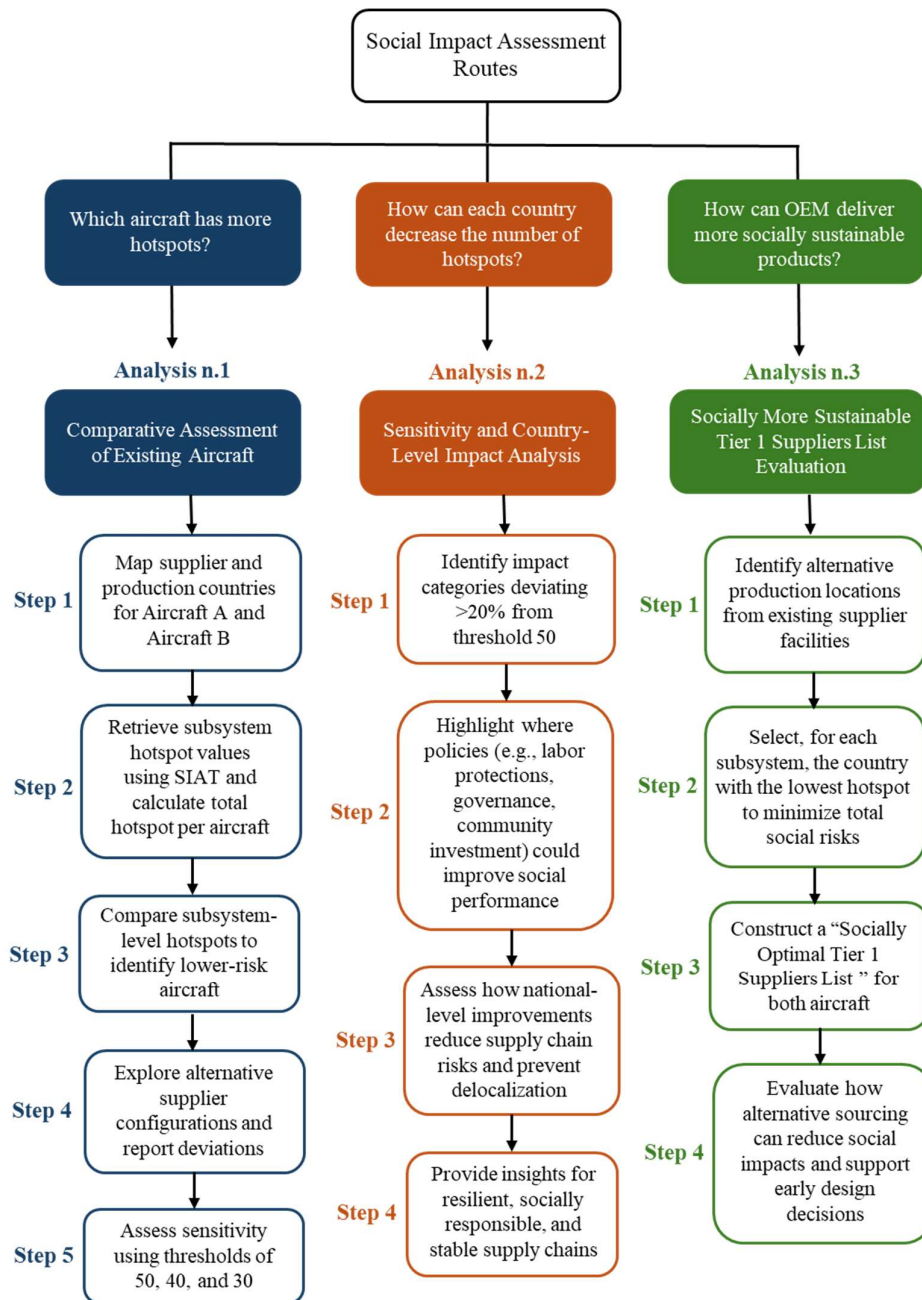 Social Impact Assessment
Routes
Which aircraft has more
hotspots?
How can each country
decrease the number of
hotspots?
How can OEM deliver
more socially sustainable
products?
Analysis n.1
Comparative Assessment
of Existing Aircraft
Step 1
Map supplier and
production countries
for Aircraft A and
Aircraft B
Step 2
Retrieve subsystem
hotspot values
using SIAT and
calculate total
hotspot per aircraft
Step 3
Compare subsystem-
level hotspots to
identify lower-risk
aircraft
Step 4
Explore alternative
supplier
configurations and
report deviations
Step 5
Assess sensitivity
using thresholds of
50, 40, and 30
Analysis n.2
Sensitivity and Country-
Level Impact Analysis
Step 1
Identify impact
categories deviating
>20% from
threshold 50
Step 2
Highlight where
policies (e.g., labor
protections,
governance,
community
investment) could
improve social
performance
Step 3
Assess how national-
level improvements
reduce supply chain
risks and prevent
delocalization
Step 4
Provide insights for
resilient, socially
responsible, and
stable supply chains
Analysis n.3
Socially More Sustainable
Tier 1 Suppliers List
Evaluation
Step 1
Identify alternative
production locations
from existing supplier
facilities
Step 2
Select, for each
subsystem, the country
with the lowest hotspot
to minimize total
social risks
Step 3
Construct a “Socially
Optimal Tier 1
Suppliers List ” for
both aircraft
Step 4
Evaluate how
alternative sourcing
can reduce social
impacts and support
early design
decisions